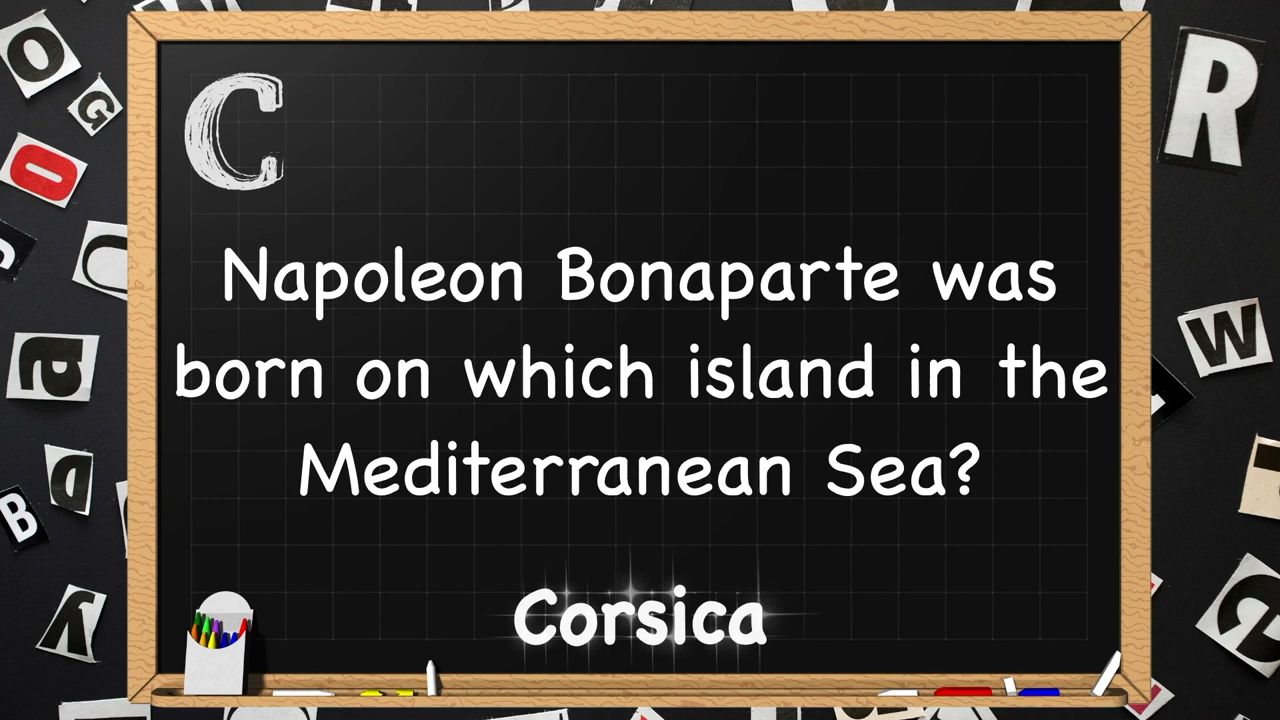 C
Napoleon Bonaparte was
born on which island in the
Mediterranean Sea?
Corsica
O
G
O
R
a
W
D
B